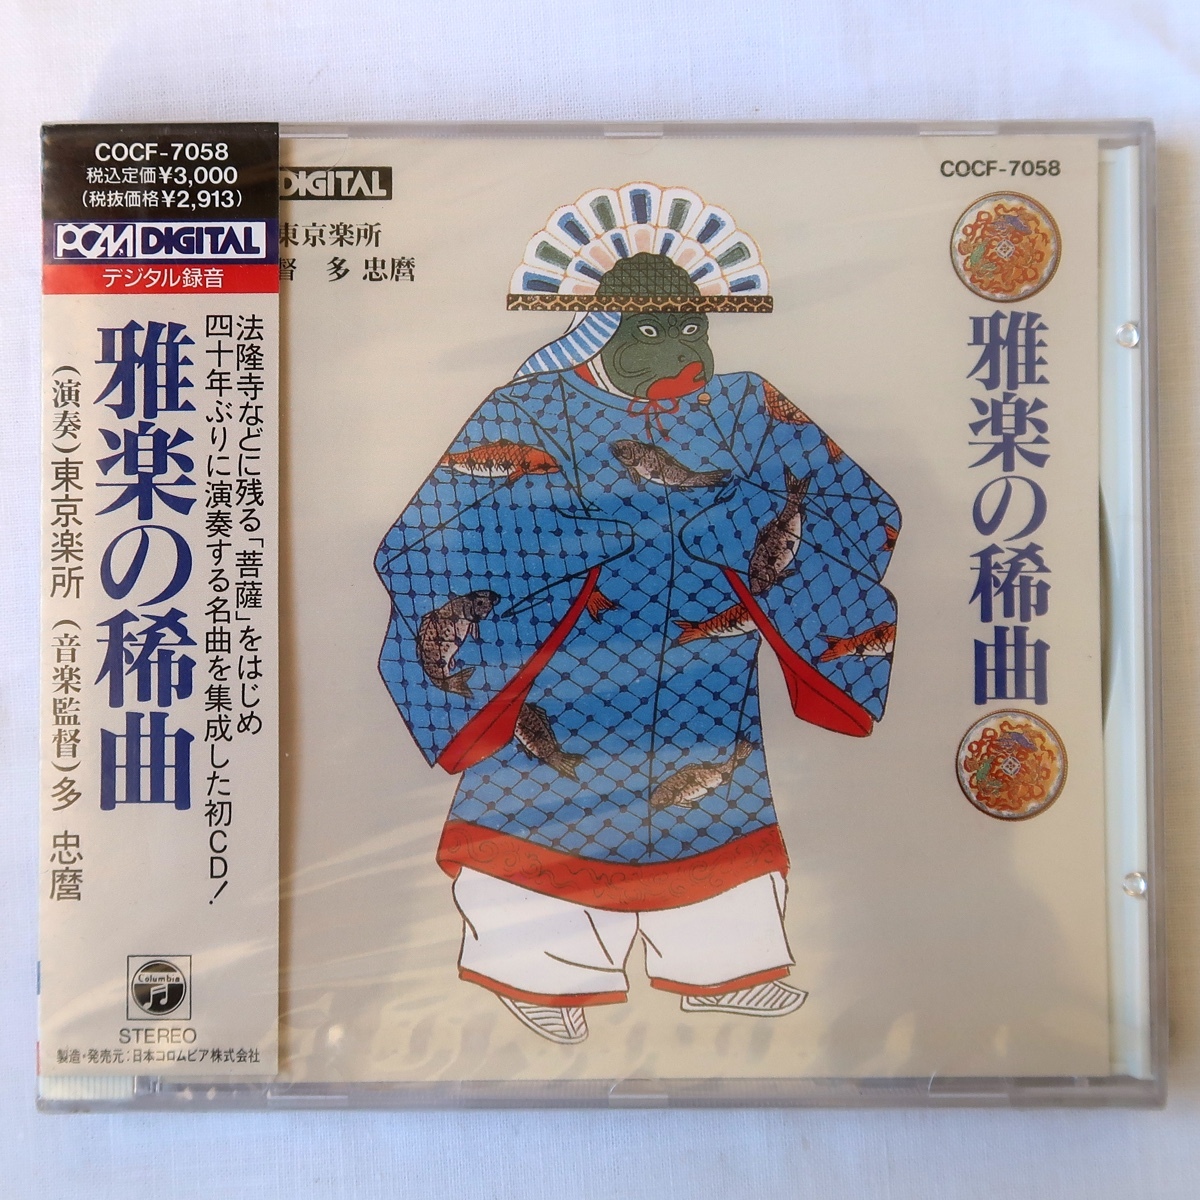 COCF-7058
税込定価¥3,000
(税抜価格¥2,913)
PCM DIGITAL
デジタル録音
法隆寺などに残る「菩薩」をはじめ
四十年ぶりに演奏する名曲を集成した初CD!
雅楽の稀曲
(演奏)東京楽所 (音楽監督)多 忠麿
Columbia
STEREO
製造・発売元:日本コロムビア株式会社
DIGITAL
東京楽所
督 多 忠麿
COCF-7058
雅楽の稀曲